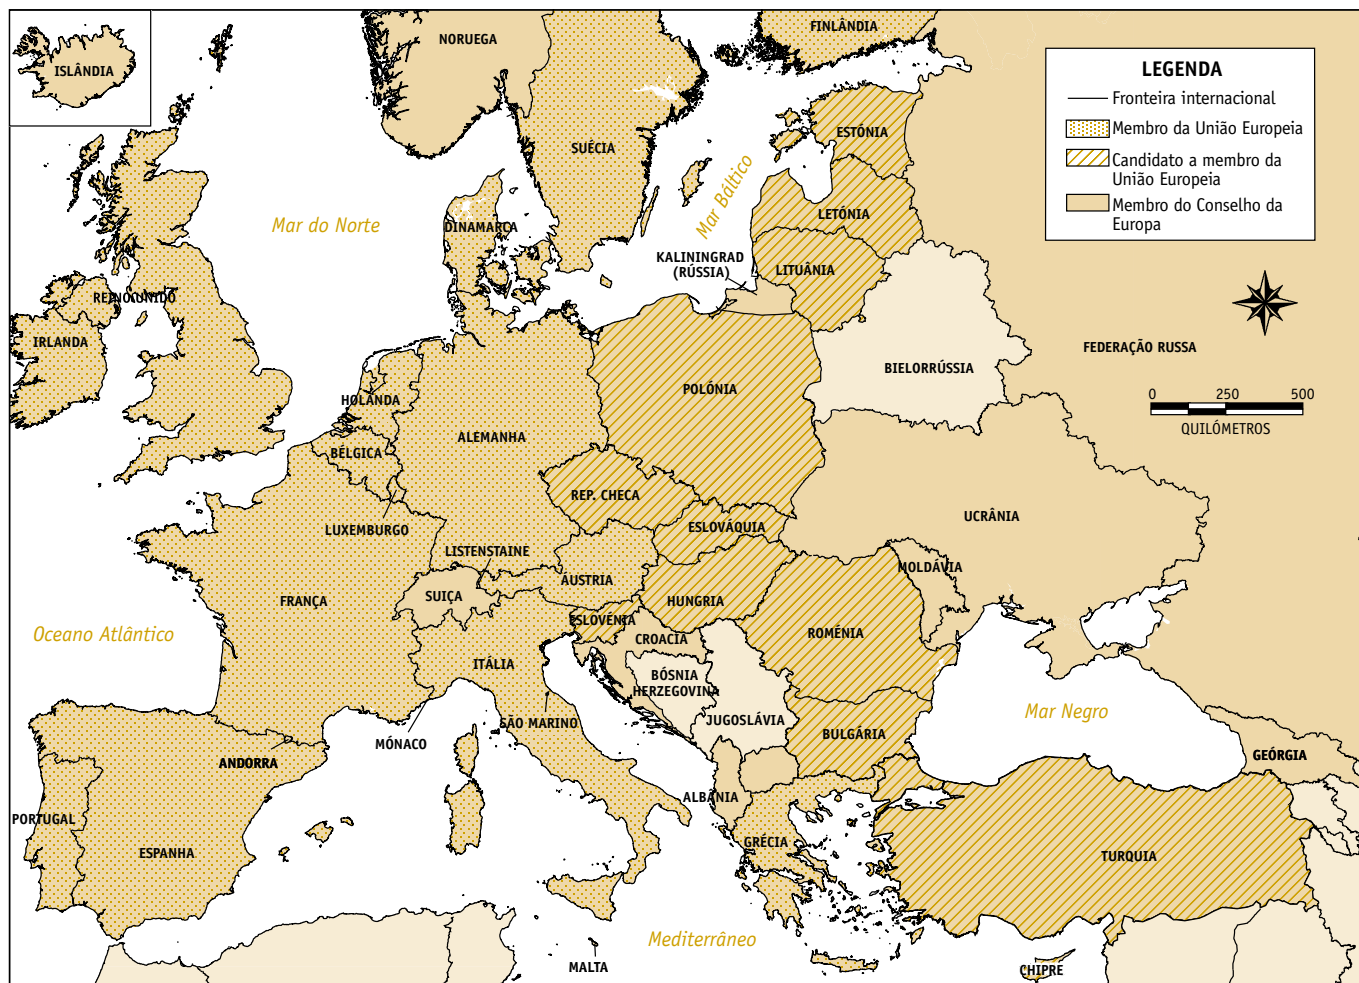 ISLÂNDIA
NORUEGA
FINLÂNDIA
SUÉCIA
ESTÓNIA
LETÓNIA
LITUÂNIA
Mar Báltico
Mar do Norte
DINAMARCA
KALININGRAD
(RÚSSIA)
REINO UNIDO
IRLANDA
HOLANDA
BÉLGICA
ALEMANHA
POLÓNIA
BIELORRÚSSIA
FEDERAÇÃO RUSSA
LEGENDA
Fronteira internacional
Membro da União Europeia
Candidato a membro da
União Europeia
Membro do Conselho da
Europa
0 250 500
QUILÓMETROS
REP. CHECA
ESLOVÁQUIA
UCRÂNIA
LUXEMBURGO
LISTENSTAINE
ÁUSTRIA
MOLDÁVIA
FRANÇA
SUIÇA
HUNGRIA
ESLOVÉNIA
CROACIA
ROMÉNIA
Oceano Atlântico
ITÁLIA
BÓSNIA
HERZEGOVINA
JUGOSLÁVIA
SÃO MARINO
MÓNACO
ANDORRA
BULGÁRIA
Mar Negro
GEÓRGIA
ALBÂNIA
PORTUGAL
ESPANHA
GRÉCIA
TURQUIA
Mediterrâneo
MALTA
CHIPRE